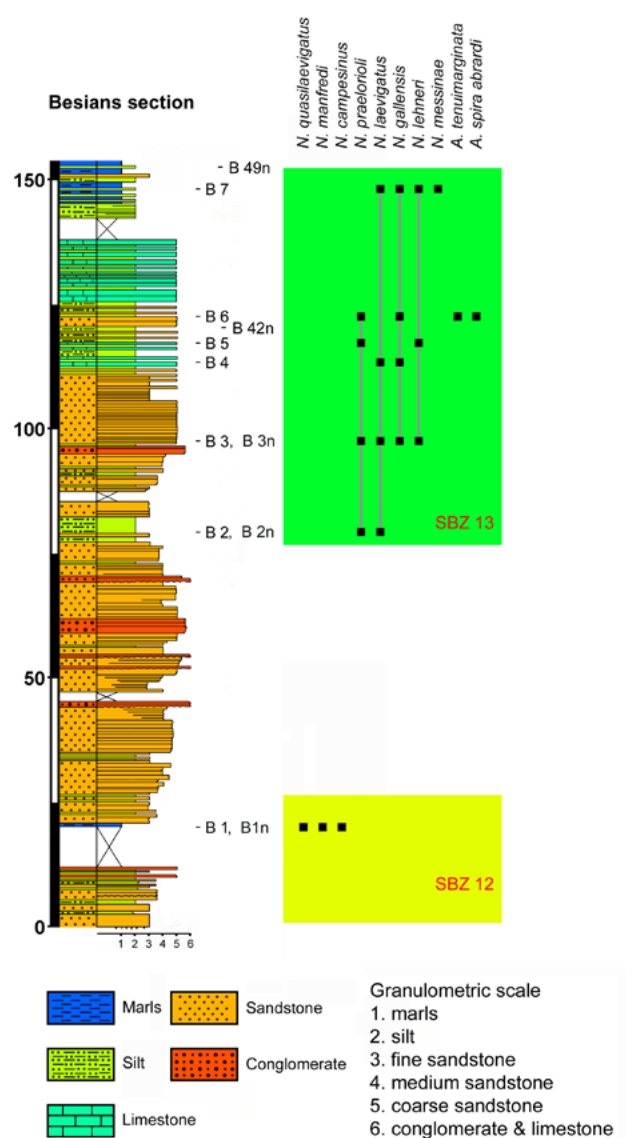 Besians section
N. quasilaevigatus
N. manfredi
N. campesinus
N. praelorioli
N. laevigatus
N. gallensis
N. lehneri
N. messinae
A. tenuimarginata
A. spira abrardi
B 49n
150
B 7
B 6
B 42n
B 5
B 4
100
B 3, B 3n
SBZ 13
B 2, B 2n
50
B 1, B1n
SBZ 12
0
1 2 3 4 5 6
Marls
Sandstone
Silt
Conglomerate
Limestone
Granulometric scale
1. marls
2. silt
3. fine sandstone
4. medium sandstone
5. coarse sandstone
6. conglomerate & limestone